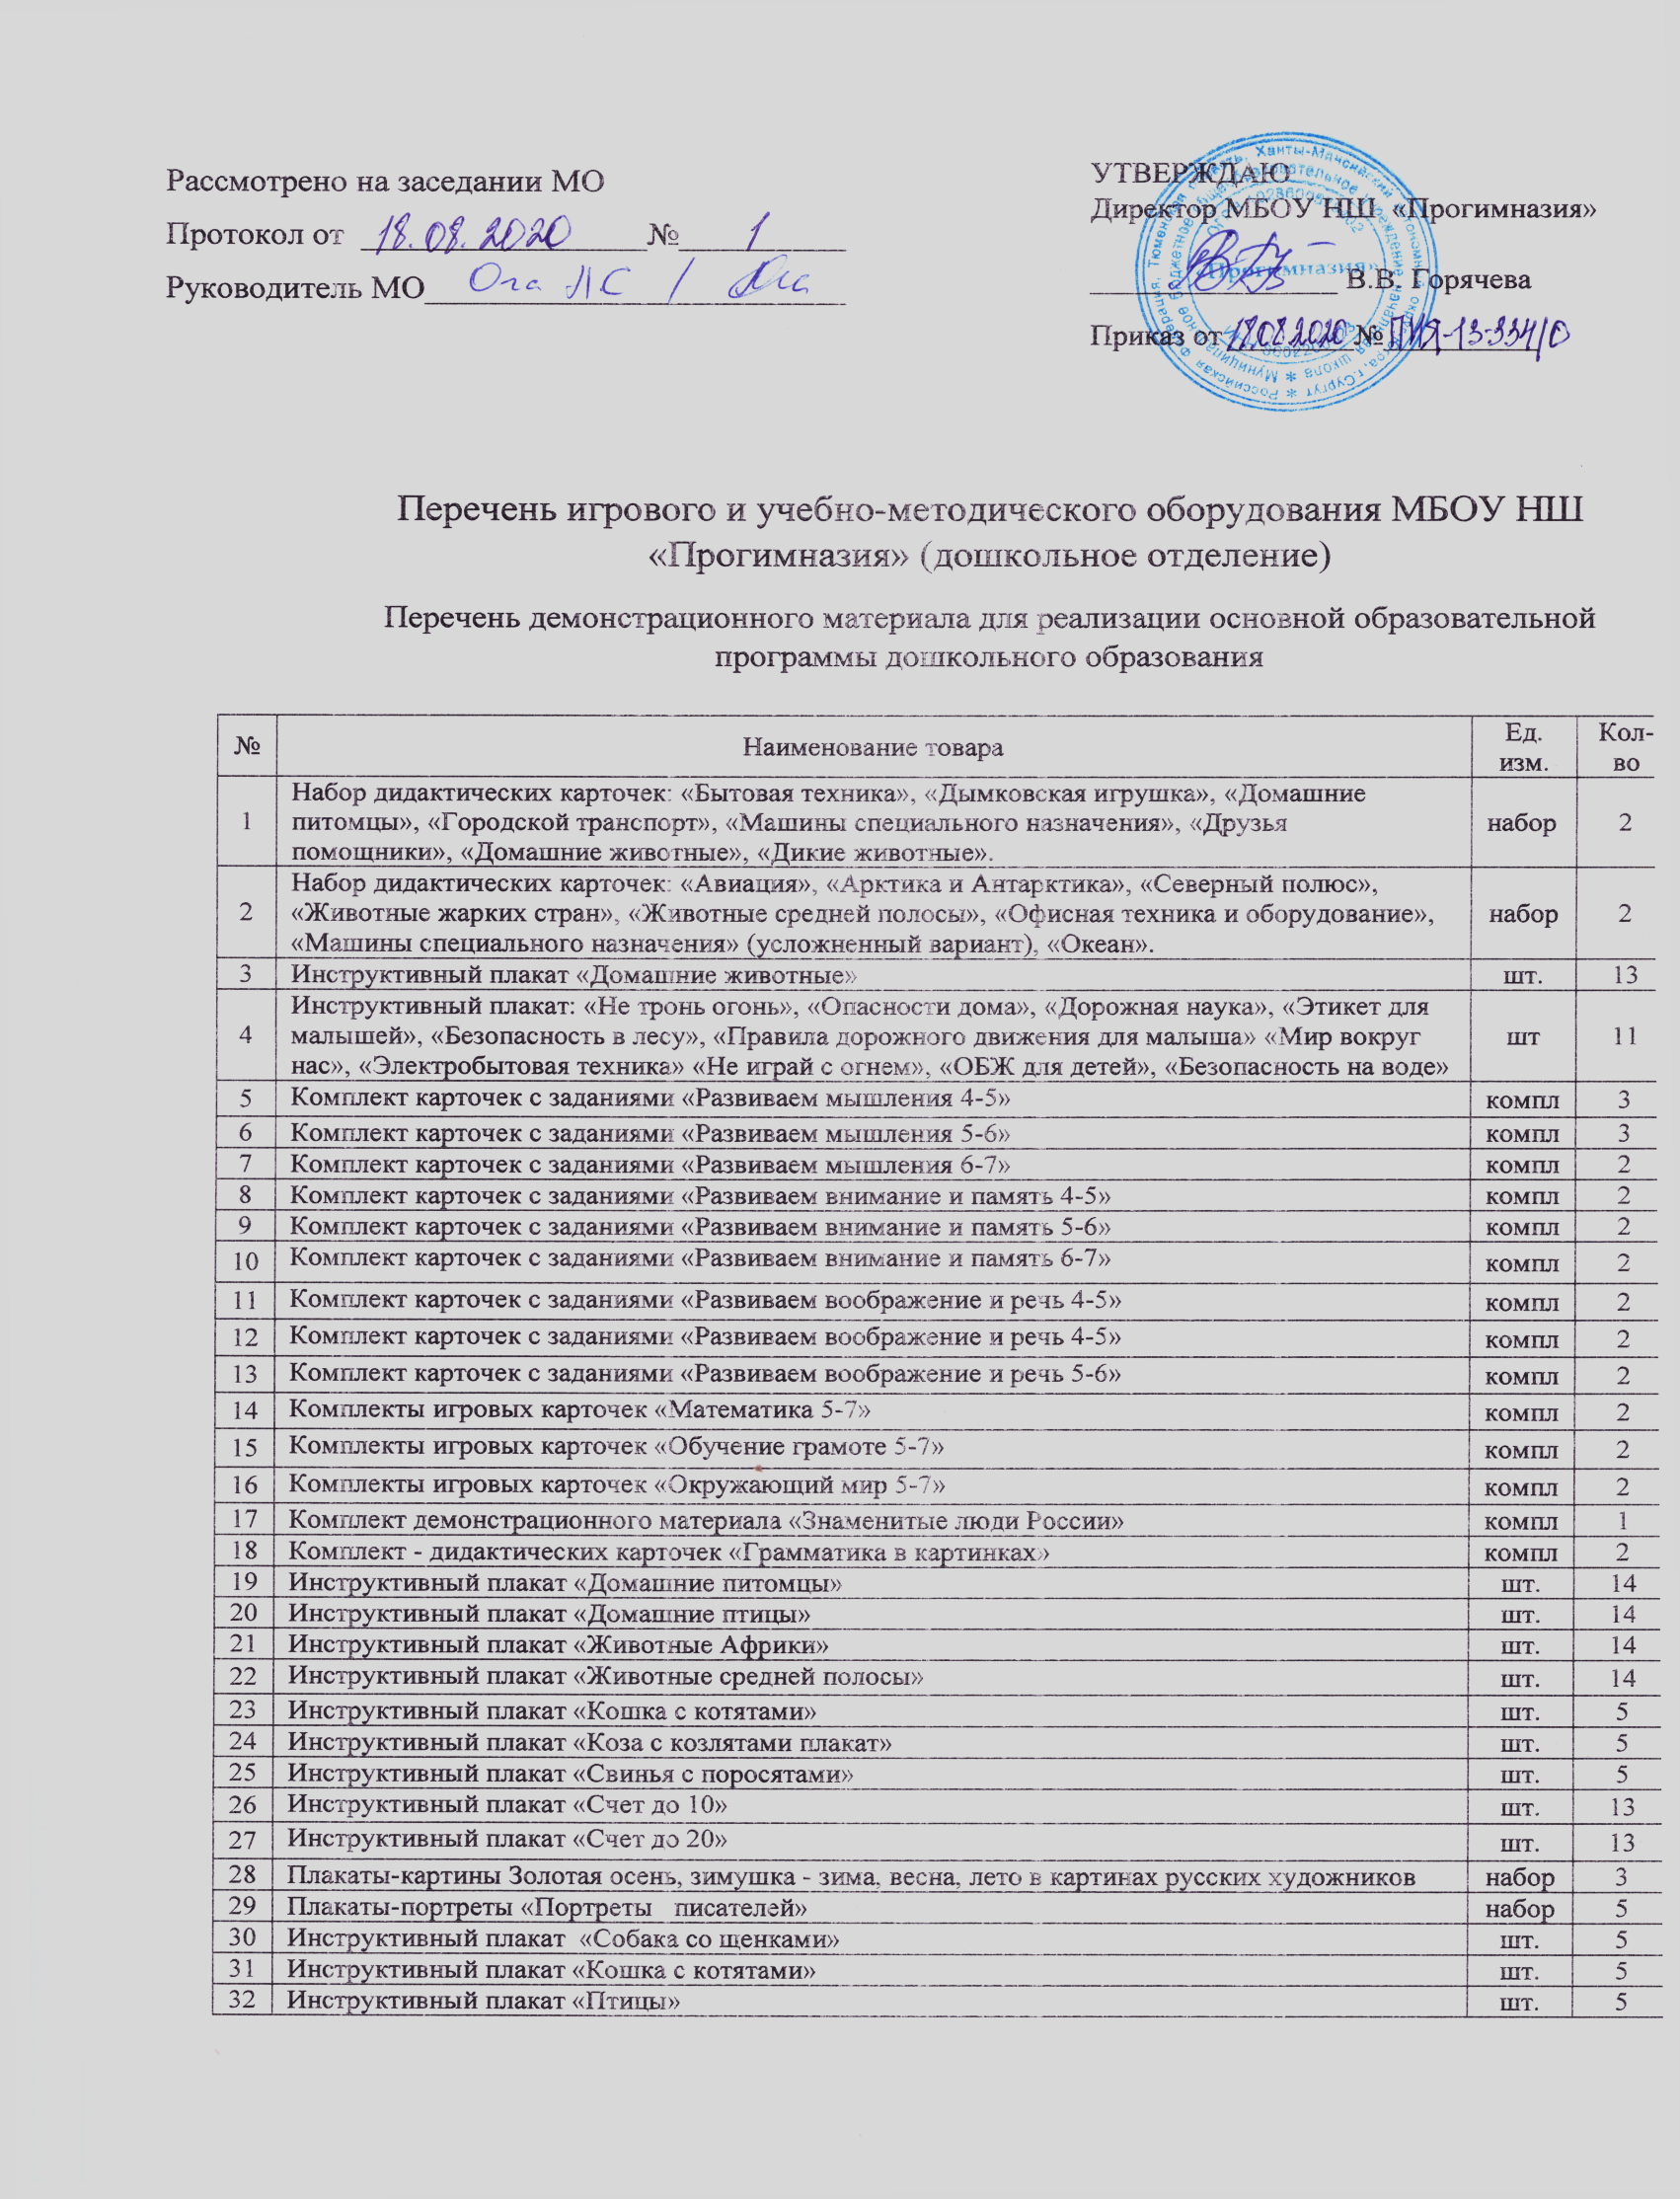 Рассмотрено на заседании МО
Протокол от 18.08.2020 № 1
Руководитель МО
УТВЕРЖДАЮ
Директор МБОУ НШ «Прогимназия»
«Прогимназия»
В.В. Горячева
Приказ от 18.08.2020 №
Перечень игрового и учебно-методического оборудования МБОУ НШ
«Прогимназия» (дошкольное отделение)
Перечень демонстрационного материала для реализации основной образовательной
программы дошкольного образования
№ Наименование товара Ед. изм. Кол-во
1 Набор дидактических карточек: «Бытовая техника», «Дымковская игрушка», «Домашние
питомцы», «Городской транспорт», «Машины специального назначения», «Друзья набор 2
помощники», «Домашние животные», «Дикие животные».
2 Набор дидактических карточек: «Авиация», «Арктика и Антарктика», «Северный полюс»,
«Животные жарких стран», «Животные средней полосы», «Офисная техника и оборудование», набор 2
«Машины специального назначения» (усложненный вариант), «Океан».
3 Инструктивный плакат «Домашние животные» шт. 13
4 Инструктивный плакат: «Не тронь огонь», «Опасности дома», «Дорожная наука», «Этикет для
малышей», «Безопасность в лесу», «Правила дорожного движения для малыша» «Мир вокруг шт 11
нас», «Электробытовая техника» «Не играй с огнем», «ОБЖ для детей», «Безопасность на воде»
5 Комплект карточек с заданиями «Развиваем мышления 4-5» компл 3
6 Комплект карточек с заданиями «Развиваем мышления 5-6» компл 3
7 Комплект карточек с заданиями «Развиваем мышления 6-7» компл 2
8 Комплект карточек с заданиями «Развиваем внимание и память 4-5» компл 2
9 Комплект карточек с заданиями «Развиваем внимание и память 5-6» компл 2
10 Комплект карточек с заданиями «Развиваем внимание и память 6-7» компл 2
11 Комплект карточек с заданиями «Развиваем воображение и речь 4-5» компл 2
12 Комплект карточек с заданиями «Развиваем воображение и речь 4-5» компл 2
13 Комплект карточек с заданиями «Развиваем воображение и речь 5-6» компл 2
14 Комплекты игровых карточек «Математика 5-7» компл 2
15 Комплекты игровых карточек «Обучение грамоте 5-7» компл 2
16 Комплекты игровых карточек «Окружающий мир 5-7» компл 2
17 Комплект демонстрационного материала «Знаменитые люди России» компл 1
18 Комплект - дидактических карточек «Грамматика в картинках» компл 2
19 Инструктивный плакат «Домашние питомцы» шт. 14
20 Инструктивный плакат «Домашние птицы» шт. 14
21 Инструктивный плакат «Животные Африки» шт. 14
22 Инструктивный плакат «Животные средней полосы» шт. 14
23 Инструктивный плакат «Кошка с котятами» шт. 5
24 Инструктивный плакат «Коза с козлятами плакат» шт. 5
25 Инструктивный плакат «Свинья с поросятами» шт. 5
26 Инструктивный плакат «Счет до 10» шт. 13
27 Инструктивный плакат «Счет до 20» шт. 13
28 Плакаты-картины Золотая осень, зимушка - зима, весна, лето в картинах русских художников набор 3
29 Плакаты-портреты «Портреты писателей» набор 5
30 Инструктивный плакат «Собака со щенками» шт. 5
31 Инструктивный плакат «Кошка с котятами» шт. 5
32 Инструктивный плакат «Птицы» шт. 5